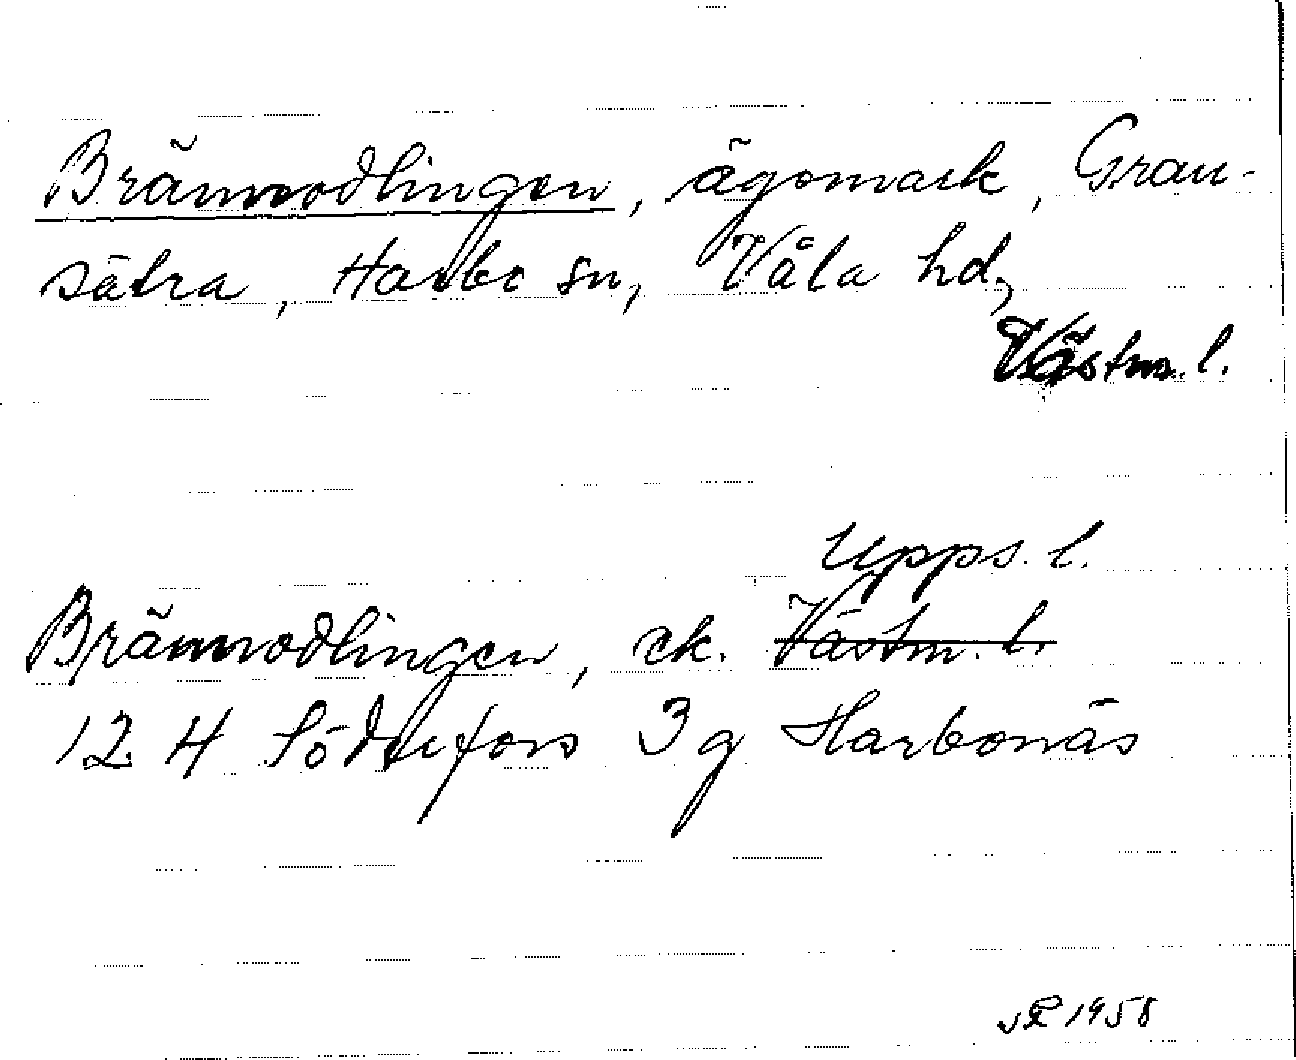 Brännodlingen, ägomark, Gran-
sätra, Harbo sn, Våla hd,
Västm. l.
Upps. l.
Brännodlingen, ek. Västm. l.
12 H Söderfors 3 g Harbonäs
1958